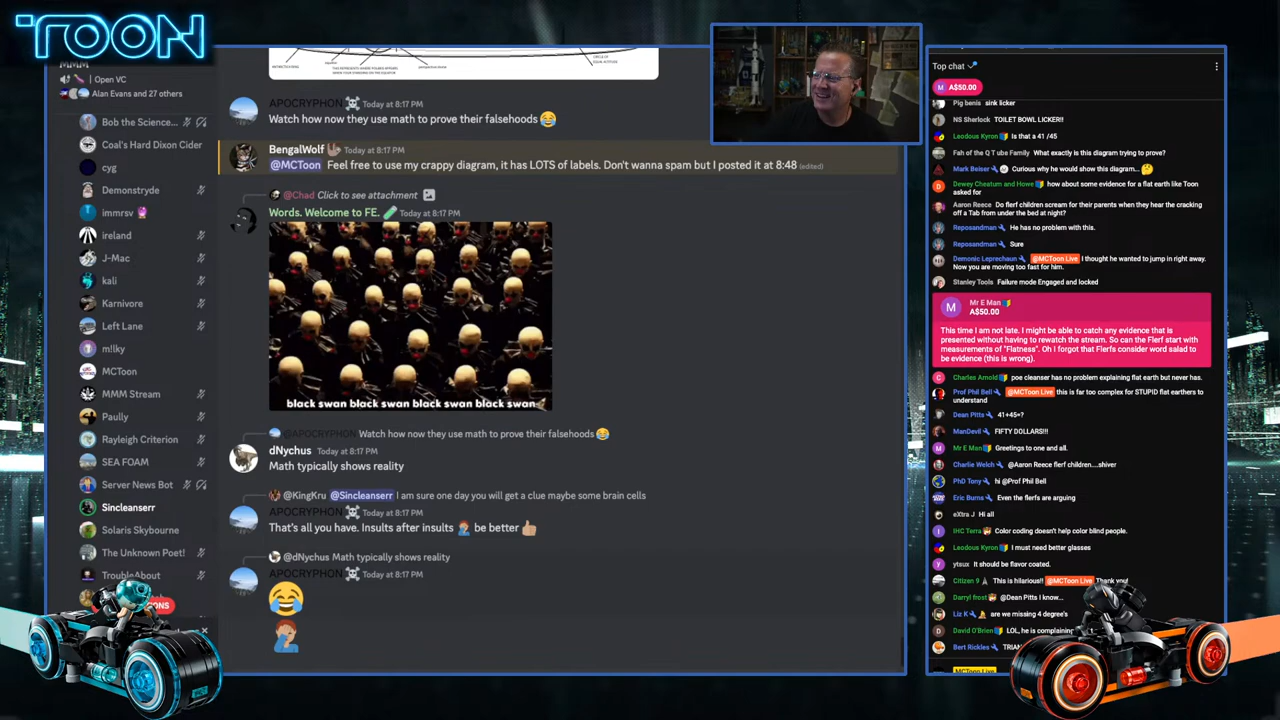 TOON
MMM
Open VC
Alan Evans and 27 others
Bob the Science...
Coal's Hard Dixon Cider
cyg
Demonstryde
immrsv
ireland
J-Mac
kali
Karnivore
Left Lane
m!lky
MCToon
MMM Stream
Paully
Rayleigh Criterion
SEA FOAM
Server News Bot
Sincleanserr
Solaris Skybourne
The Unknown Poet!
TroubleAbout
ONS
CIRCLE OF
EQUAL ALTITUDE
APOCRYPHON Today at 8:17 PM
Watch how now they use math to prove their falsehoods 😂
BengalWolf Today at 8:17 PM
@MCToon Feel free to use my crappy diagram, it has LOTS of labels. Don't wanna spam but I posted it at 8:48 (edited)
@Chad Click to see attachment
Words. Welcome to FE. Today at 8:17 PM
black swan black swan black swan black swan
@APOCRYPHON Watch how now they use math to prove their falsehoods 😂
dNychus Today at 8:17 PM
Math typically shows reality
@KingKru @Sincleanserr I am sure one day you will get a clue maybe some brain cells
APOCRYPHON Today at 8:17 PM
That's all you have. Insults after insults 🤦🏽‍♂️ be better 👍🏽
@dNychus Math typically shows reality
APOCRYPHON Today at 8:17 PM
😂
🤦🏽‍♂️
Top chat
M A$50.00
Pig benis sink licker
NS Sherlock TOILET BOWL LICKER!!
Laodous Kyron Is that a 41 /45
Fah of the Q T ube Family What exactly is this diagram trying to prove?
Mark Beiser Curious why he would show this diagram... 🤔
Dewey Cheatum and Howe how about some evidence for a flat earth like Toon
asked for
Aaron Reece Do flerf children scream for their parents when they hear the cracking
off a Tab from under the bed at night?
Reposandman He has no problem with this.
Reposandman Sure
Demonic Leprechaun @MCToon Live I thought he wanted to jump in right away.
Now you are moving too fast for him.
Stanley Tools Failure mode Engaged and locked
M Mr E Man
A$50.00
This time I am not late. I might be able to catch any evidence that is
presented without having to rewatch the stream. So can the Flerf start with
measurements of "Flatness". Oh I forgot that Flerfs consider word salad to
be evidence (this is wrong).
Charles Arnold poe cleanser has no problem explaining flat earth but never has.
Prof Phil Bell @MCToon Live this is far too complex for STUPID flat earthers to
understand
Dean Pitts 41+45=?
ManDevil FIFTY DOLLARS!!!
Mr E Man Greetings to one and all.
Charlie Welch @Aaron Reece flerf children....shiver
PhD Tony hi @Prof Phil Bell
Eric Burns Even the flerfs are arguing
eXtra J Hi all
IHC Terra Color coding doesn't help color blind people.
Laodous Kyron I must need better glasses
ytsux It should be flavor coated.
Citizen 9 This is hilarious!! @MCToon Live Thank you!
Darryl frost @Dean Pitts I know...
Liz K are we missing 4 degree's
David O'Brien LOL, he is complaining
Bert Rickles TRIAN
MCToon Live